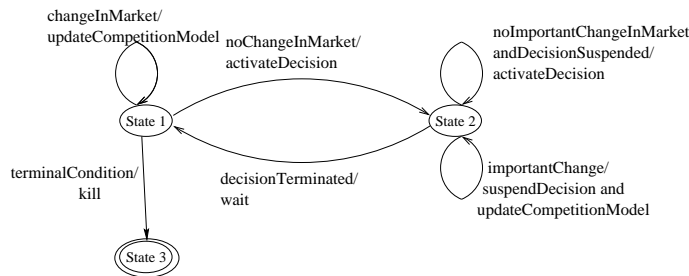 changeInMarket/
updateCompetitionModel
noChangeInMarket/
activateDecision
noImportantChangeInMarket
andDecisionSuspended/
activateDecision
State 1
State 2
terminalCondition/
kill
decisionTerminated/
wait
importantChange/
suspendDecision and
updateCompetitionModel
State 3